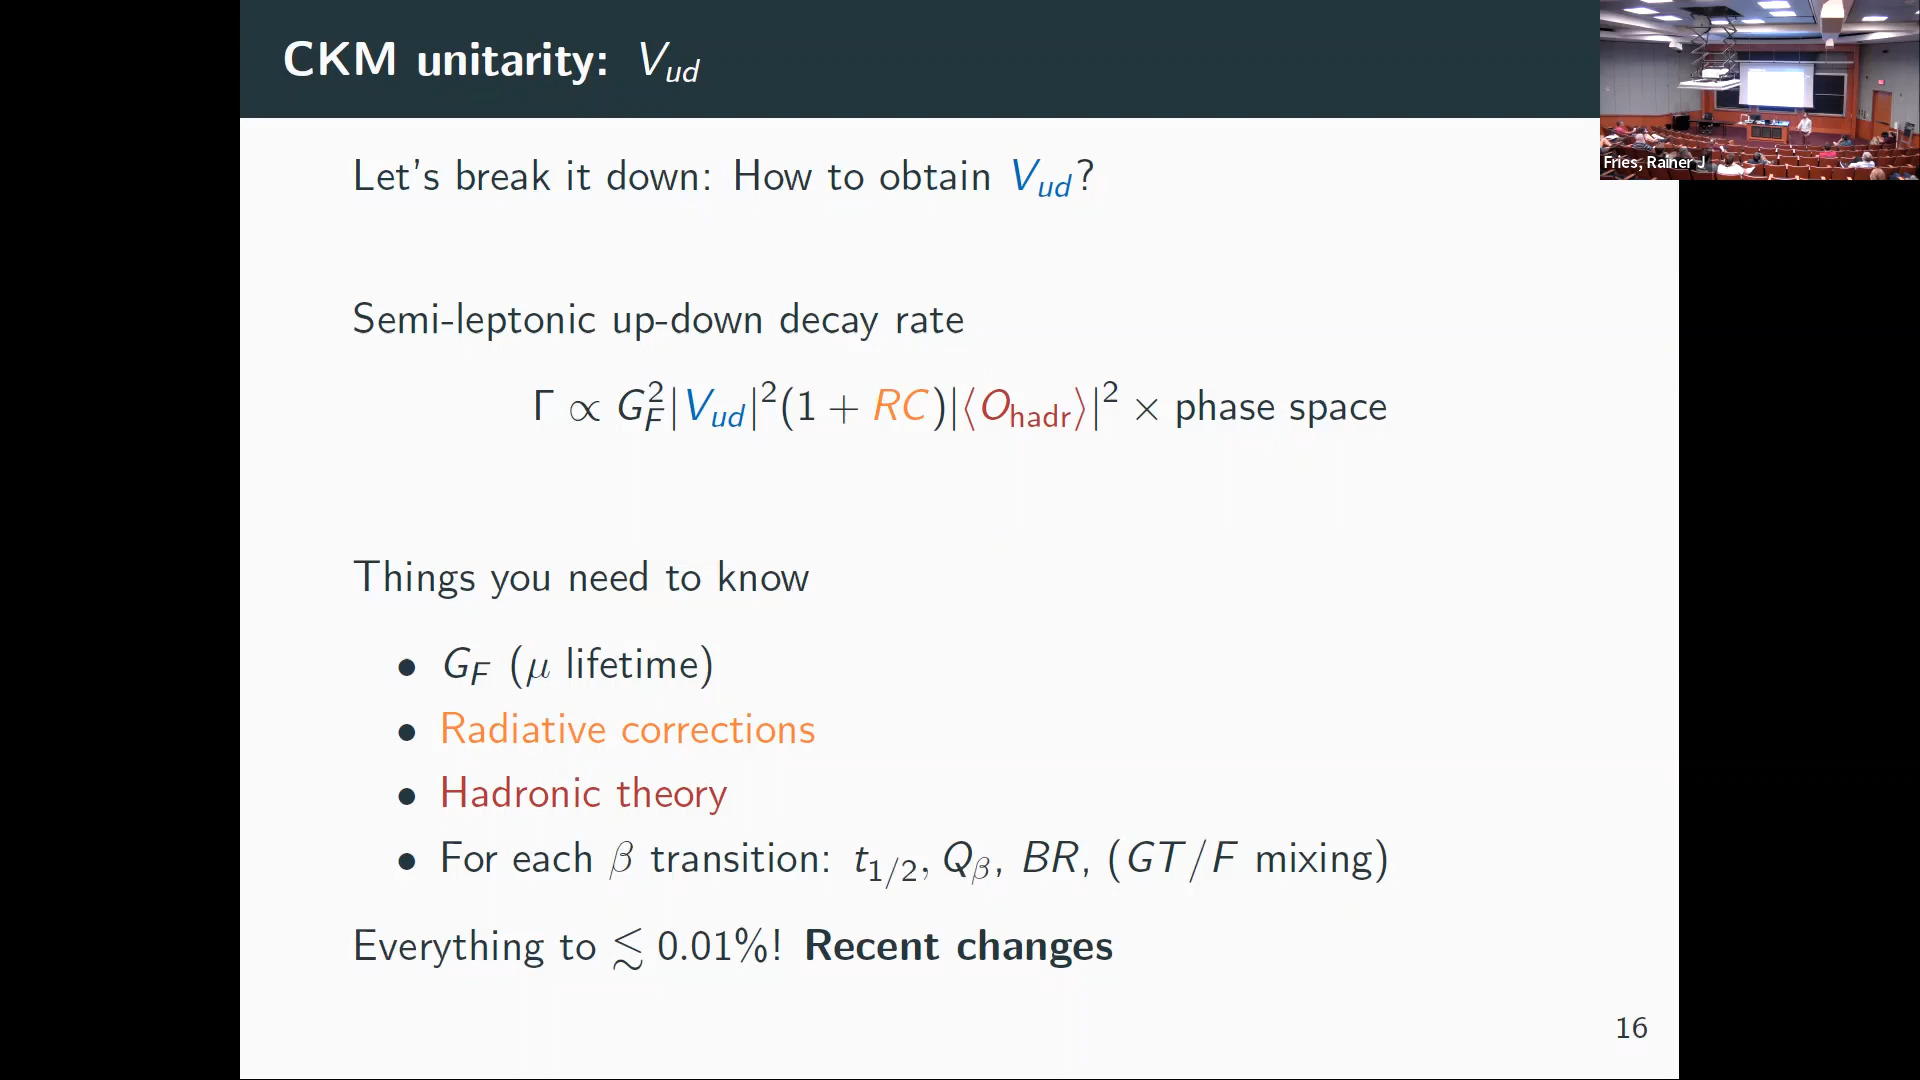 CKM unitarity: V_ud
Fries, Rainer J
Let's break it down: How to obtain V_ud?
Semi-leptonic up-down decay rate
Γ ∝ G_F^2|V_ud|^2(1 + RC)|⟨O_hadr⟩|^2 × phase space
Things you need to know
• G_F (μ lifetime)
• Radiative corrections
• Hadronic theory
• For each β transition: t_1/2, Q_β, BR, (GT/F mixing)
Everything to ≲ 0.01%! Recent changes
16